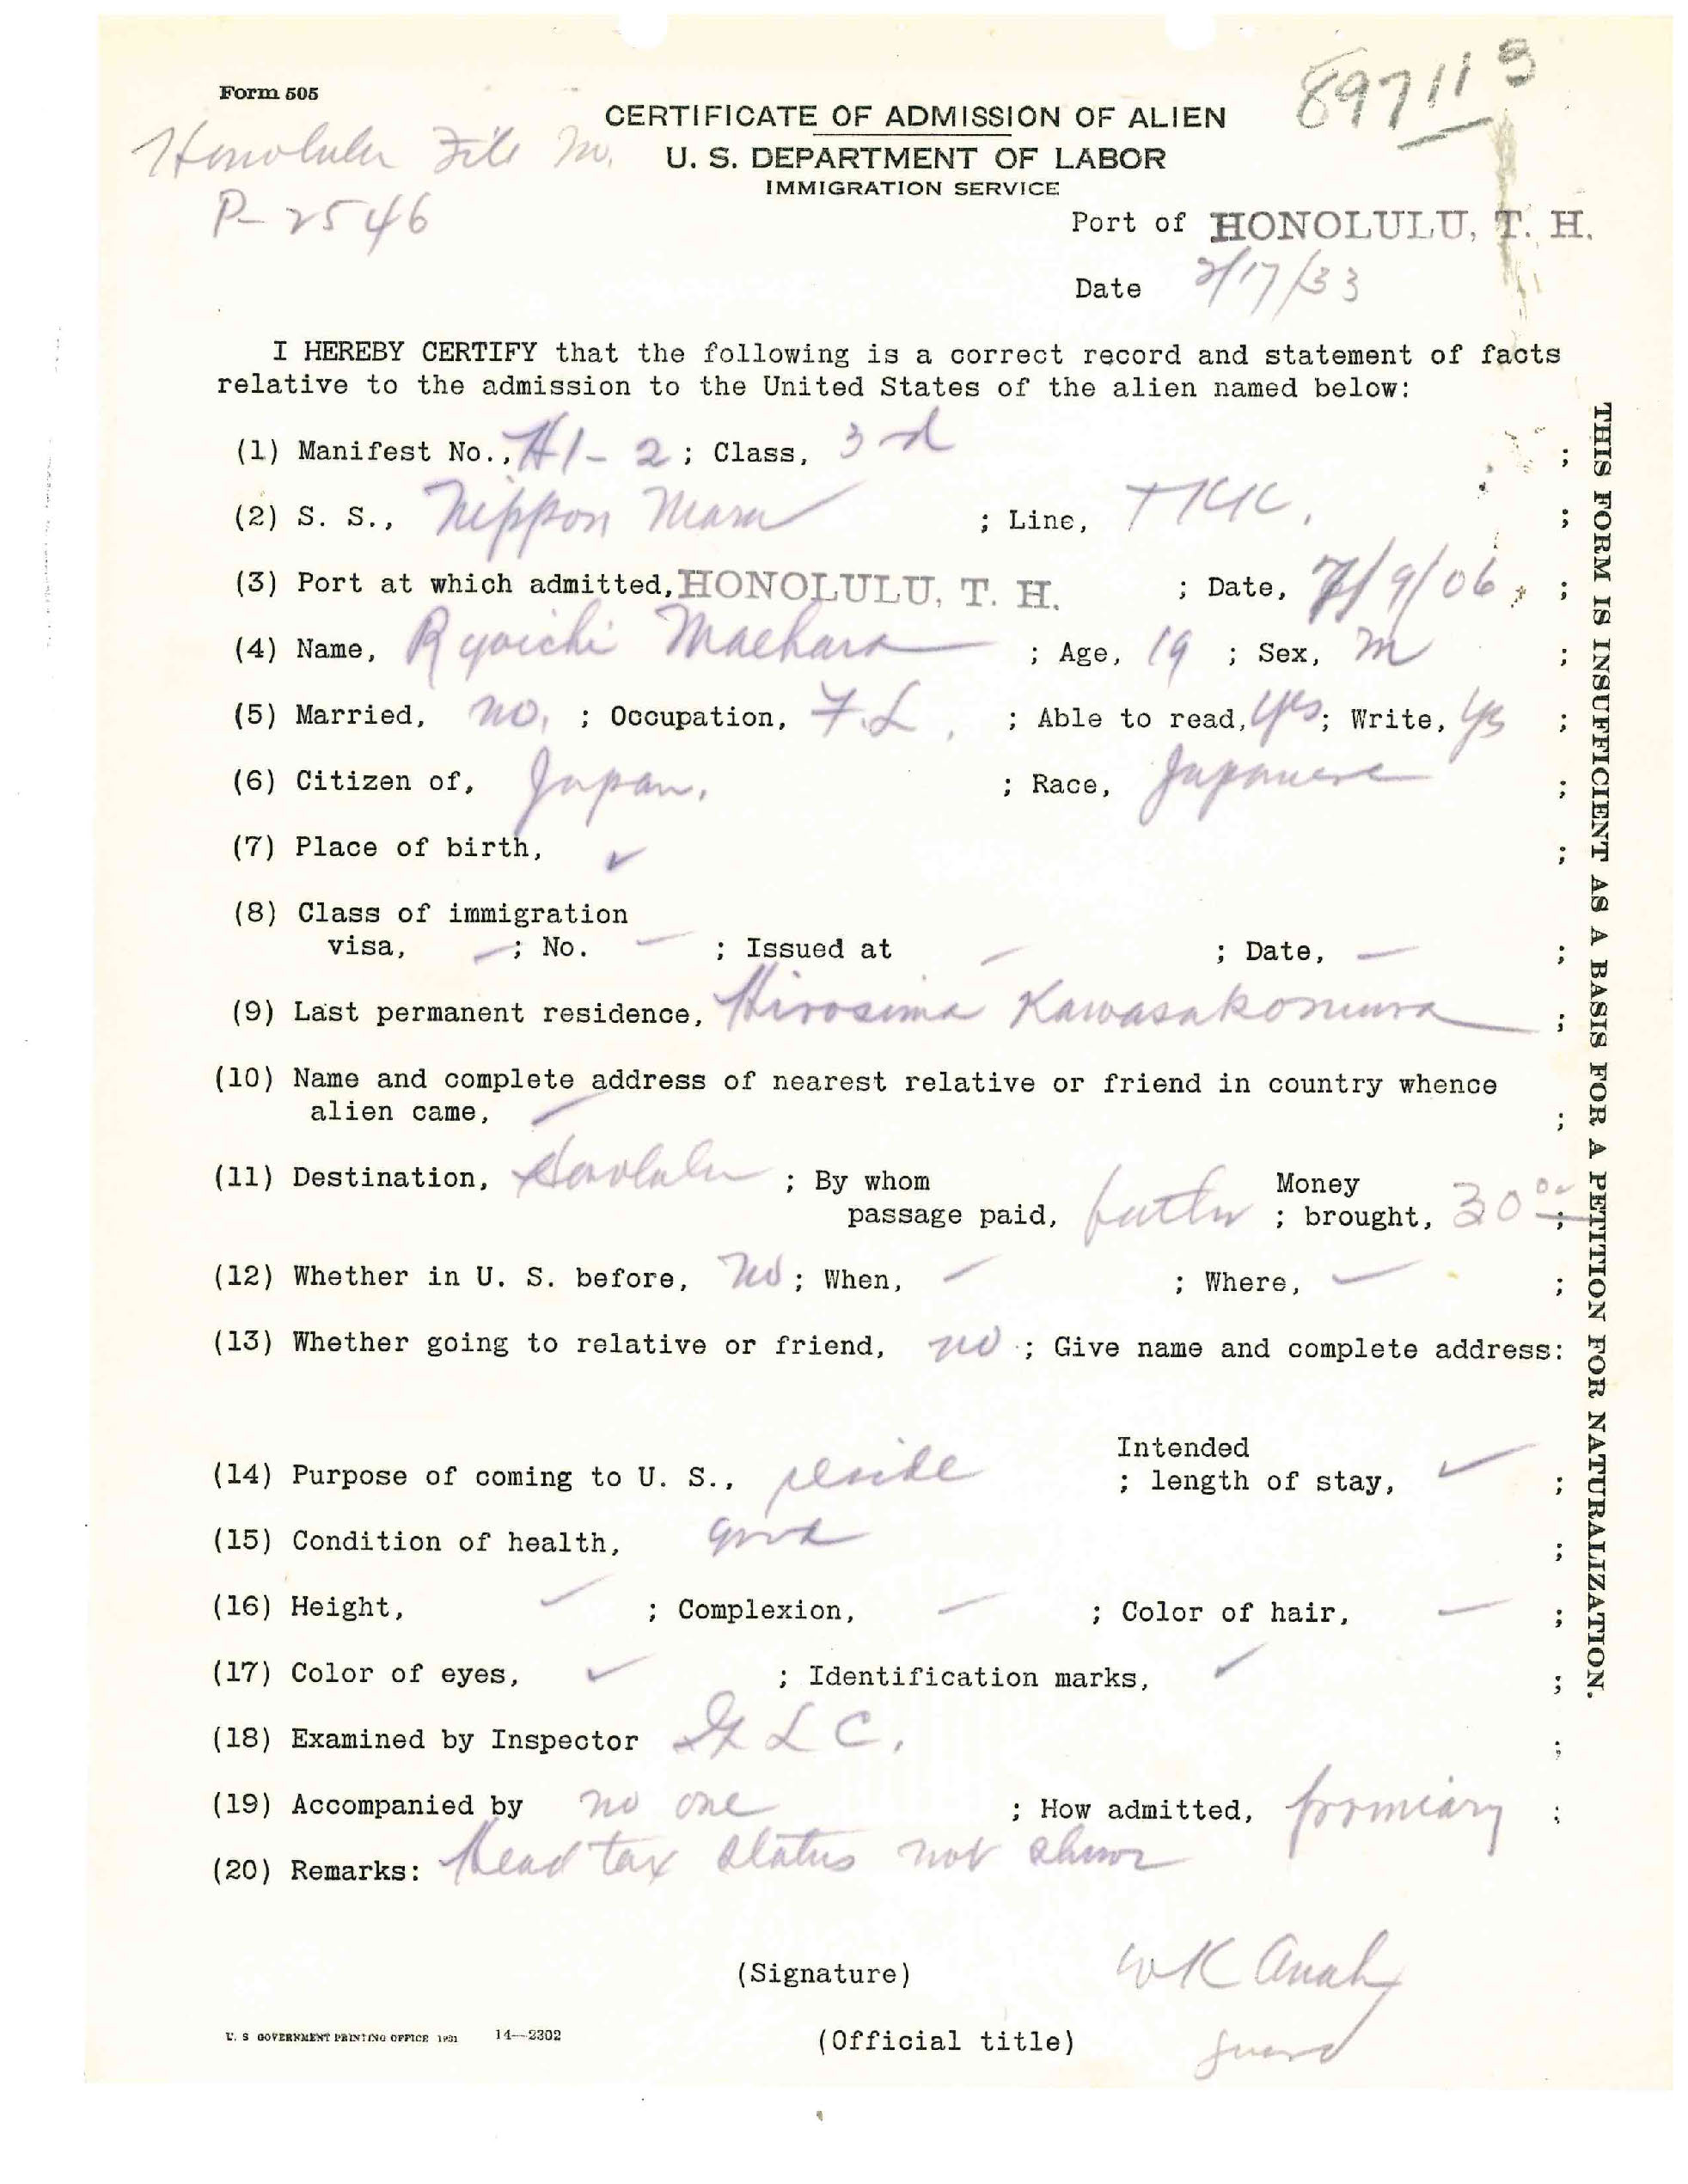 Form 505
897113
CERTIFICATE OF ADMISSION OF ALIEN
Honolulu File No.
U. S. DEPARTMENT OF LABOR
IMMIGRATION SERVICE
P-2546
Port of HONOLULU, T. H.
Date 2/17/33
I HEREBY CERTIFY that the following is a correct record and statement of facts
relative to the admission to the United States of the alien named below:
(1) Manifest No., H1-2 ; Class, 3rd ;
(2) S. S., Nippon Maru ; Line, TKK. ;
(3) Port at which admitted, HONOLULU, T. H. ; Date, 7/9/06 ;
(4) Name, Ryoichi Maehara ; Age, 19 ; Sex, M ;
(5) Married, no. ; Occupation, F.L. ; Able to read, yes ; Write, yes ;
(6) Citizen of, Japan. ; Race, Japanese ;
(7) Place of birth, ✓ ;
(8) Class of immigration
visa, — ; No. — ; Issued at — ; Date, — ;
(9) Last permanent residence, Hirosima Kawasakomura ;
(10) Name and complete address of nearest relative or friend in country whence
alien came, — ;
(11) Destination, Honolulu ; By whom Money
passage paid, father ; brought, 30 00 ;
(12) Whether in U. S. before, No ; When, — ; Where, — ;
(13) Whether going to relative or friend, no ; Give name and complete address:
Intended
(14) Purpose of coming to U. S., reside ; length of stay, ✓ ;
(15) Condition of health, good ;
(16) Height, — ; Complexion, — ; Color of hair, — ;
(17) Color of eyes, ✓ ; Identification marks, ✓ ;
(18) Examined by Inspector L C. ;
(19) Accompanied by no one ; How admitted, ;
(20) Remarks: Head tax status not shown
(Signature) WK
U. S GOVERNMENT PRINTING OFFICE 1931 14—2302
(Official title) guard
THIS FORM IS INSUFFICIENT AS A BASIS FOR A PETITION FOR NATURALIZATION.